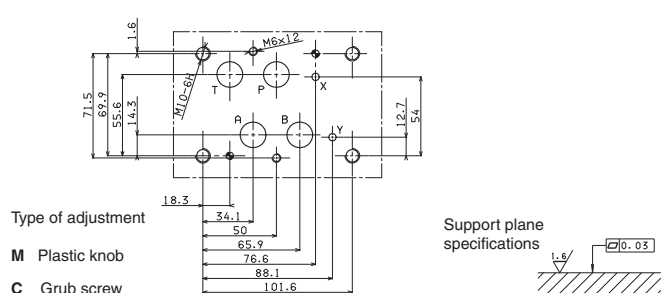 1.6
M6x12
M10-6H
T
P
X
71.5
69.9
55.6
14.3
A
B
Y
12.7
54
18.3
34.1
50
65.9
76.6
88.1
101.6
Type of adjustment
M Plastic knob
C Grub screw
Support plane
specifications
1.6
0.03